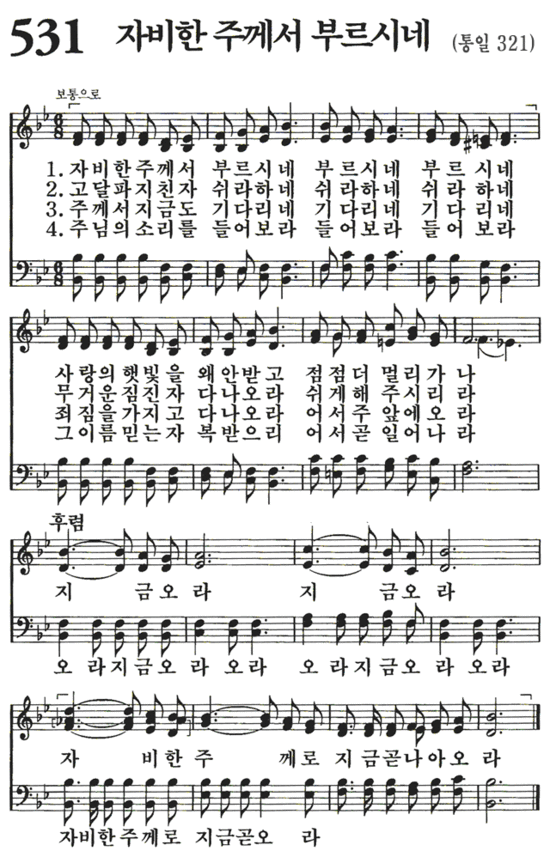 531 자비한 주께서 부르시네 (통일 321)
보통으로
1. 자비한주께서 부르시네 부르시네 부르 시네
2. 고달파지친자 쉬라하네 쉬라하네 쉬라 하네
3. 주께서지금도 기다리네 기다리네 기다 리네
4. 주님의소리를 들어보라 들어보라 들어 보라
사랑의햇빛을 왜안받고 점점더 멀리가 나
무거운짐진자 다나오라 쉬게해 주시리 라
죄짐을가지고 다나오라 어서주 앞에오 라
그이름믿는자 복받으리 어서곧 일어나 라
후렴
지 금오 라 지 금오 라
오 라지금오 라 오라 오 라지금오 라 오라
자 비한 주 께로 지금곧나아오라
자비한주께로 지금곧오 라